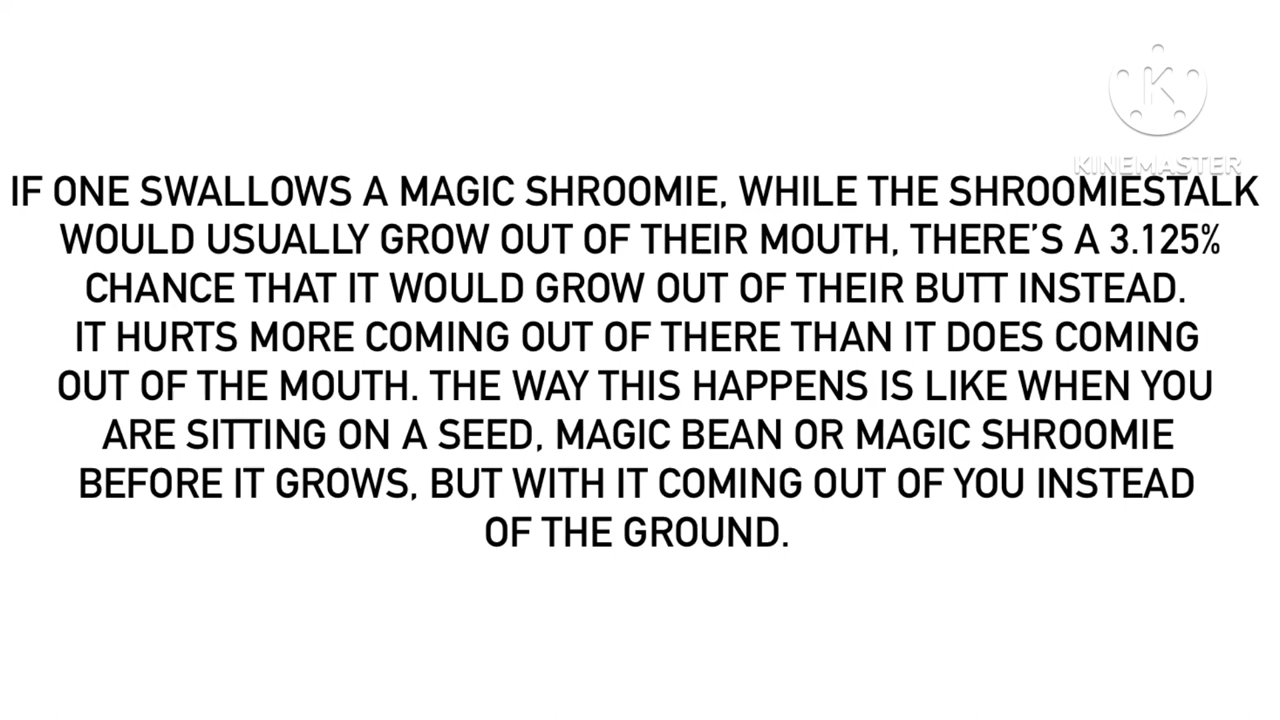 KINEMASTER
IF ONE SWALLOWS A MAGIC SHROOMIE, WHILE THE SHROOMIESTALK
WOULD USUALLY GROW OUT OF THEIR MOUTH, THERE'S A 3.125%
CHANCE THAT IT WOULD GROW OUT OF THEIR BUTT INSTEAD.
IT HURTS MORE COMING OUT OF THERE THAN IT DOES COMING
OUT OF THE MOUTH. THE WAY THIS HAPPENS IS LIKE WHEN YOU
ARE SITTING ON A SEED, MAGIC BEAN OR MAGIC SHROOMIE
BEFORE IT GROWS, BUT WITH IT COMING OUT OF YOU INSTEAD
OF THE GROUND.